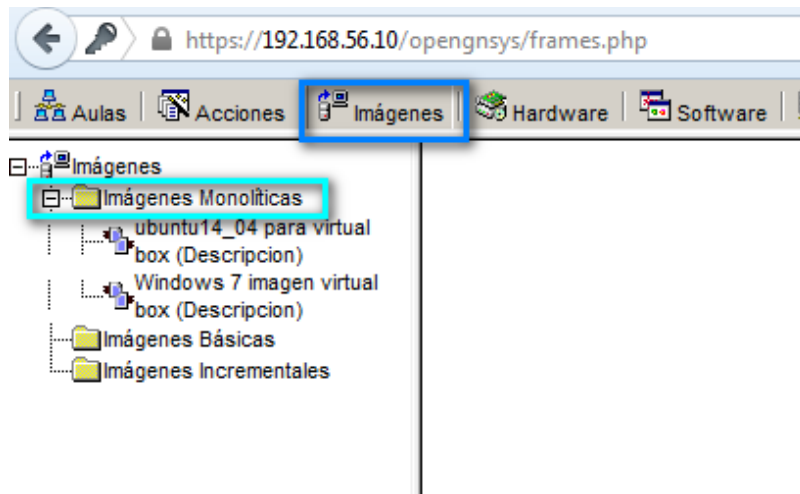 https://192.168.56.10/opengnsys/frames.php
Aulas Acciones Imágenes Hardware Software
Imágenes
Imágenes Monolíticas
ubuntu14_04 para virtual
box (Descripcion)
Windows 7 imagen virtual
box (Descripcion)
Imágenes Básicas
Imágenes Incrementales